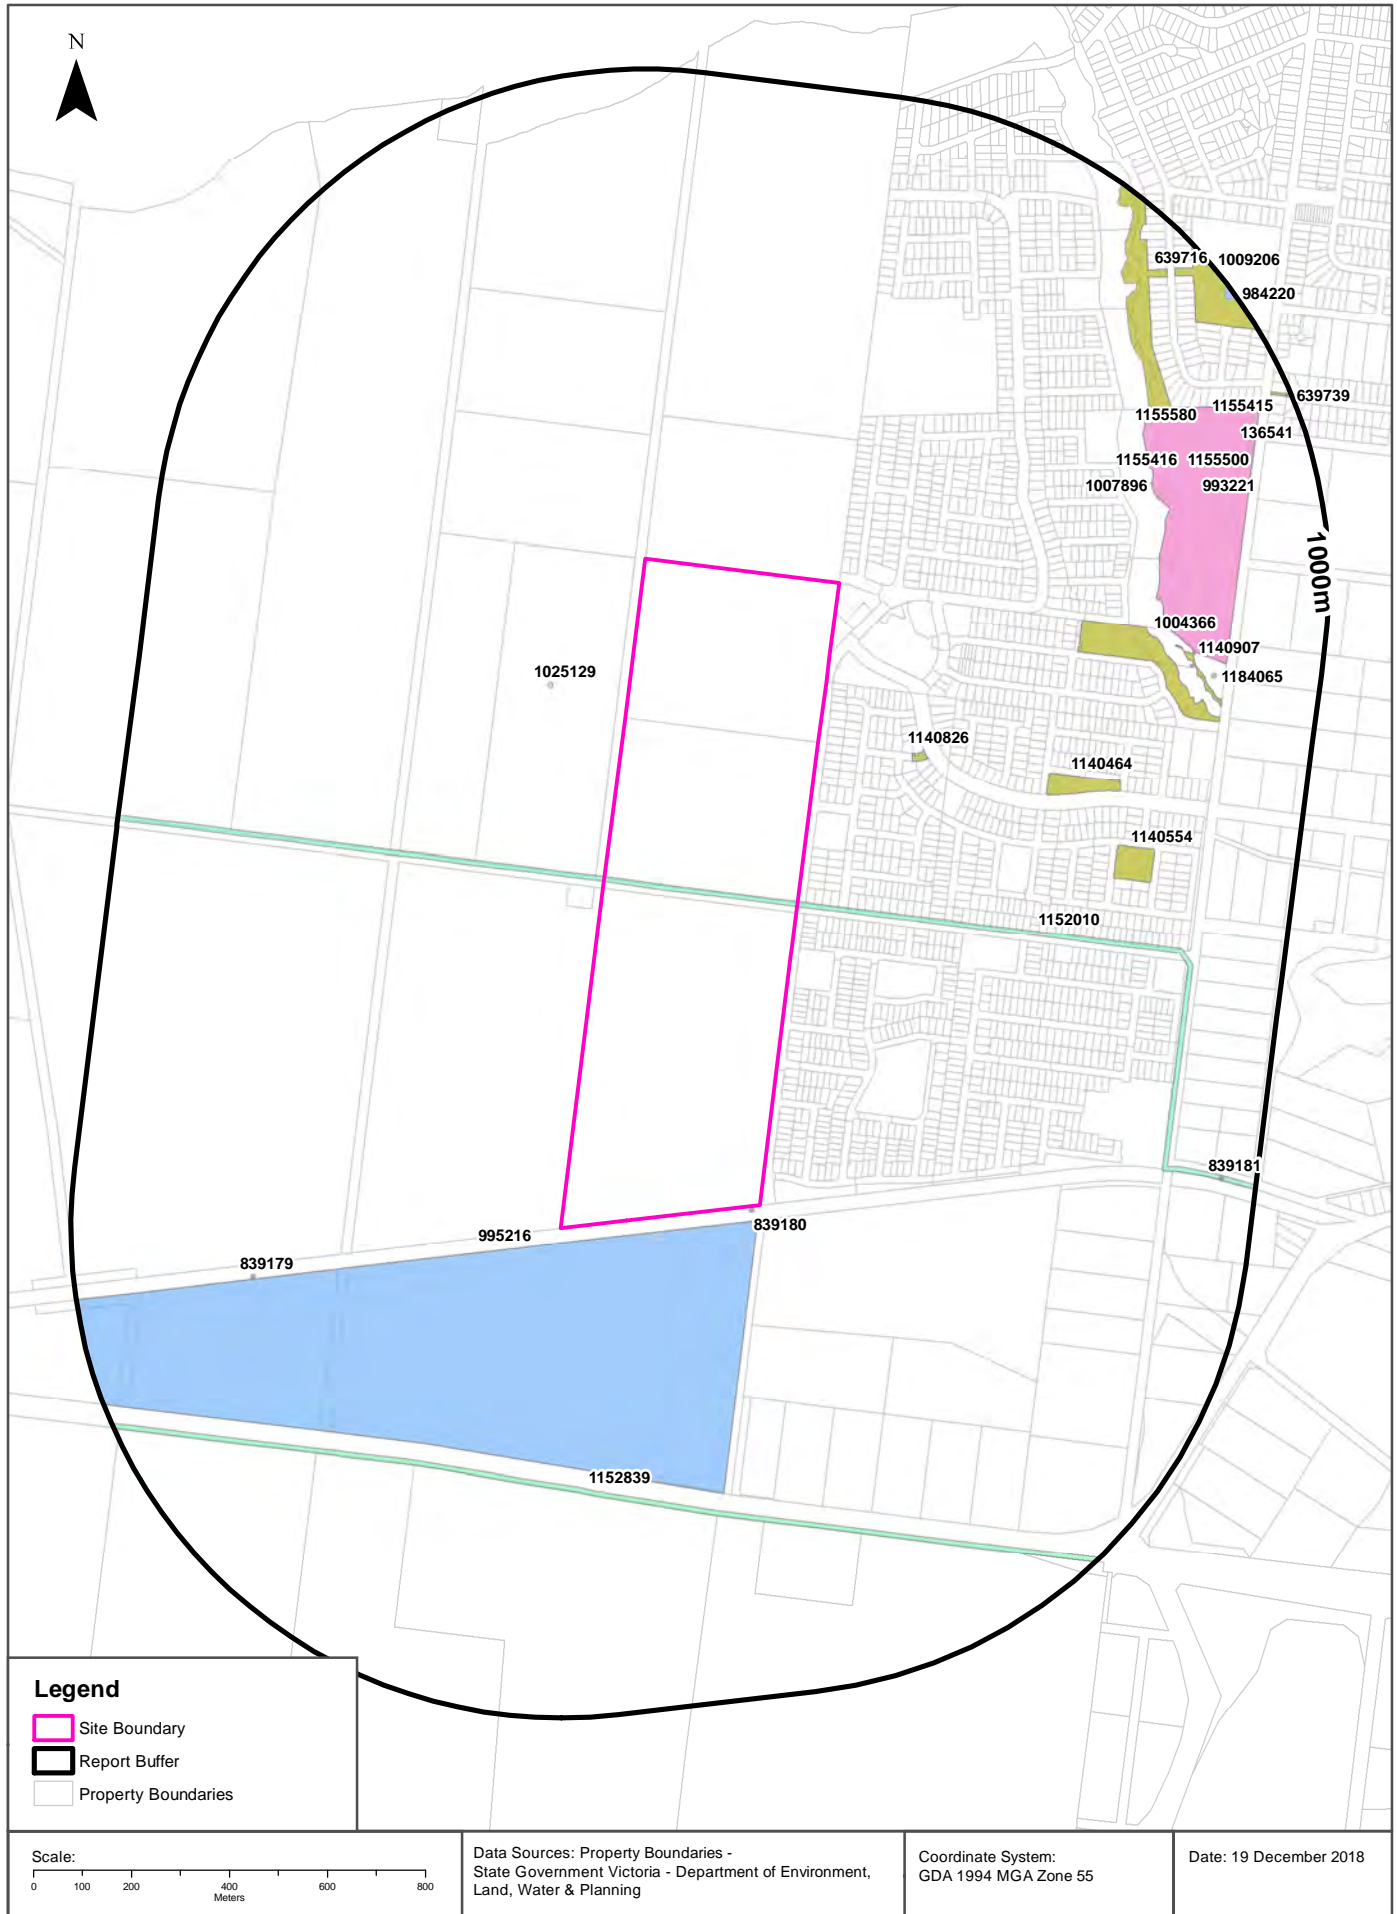 N
639716
1009206
984220
639739
1155415
1155580
136541
1155416
1155500
1007896
993221
1000m
1004366
1140907
1184065
1025129
1140826
1140464
1140554
1152010
839181
839180
995216
839179
1152839
Legend
Site Boundary
Report Buffer
Property Boundaries
Scale:
0 100 200 400 600 800
Meters
Data Sources: Property Boundaries -
State Government Victoria - Department of Environment,
Land, Water & Planning
Coordinate System:
GDA 1994 MGA Zone 55
Date: 19 December 2018